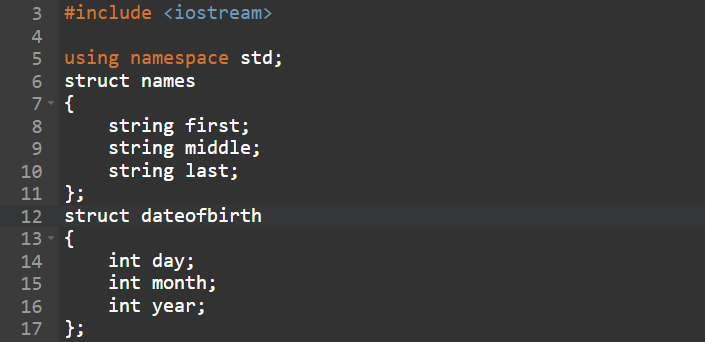 3 #include <iostream>
4
5 using namespace std;
6 struct names
7 {
8     string first;
9     string middle;
10     string last;
11 };
12 struct dateofbirth
13 {
14     int day;
15     int month;
16     int year;
17 };